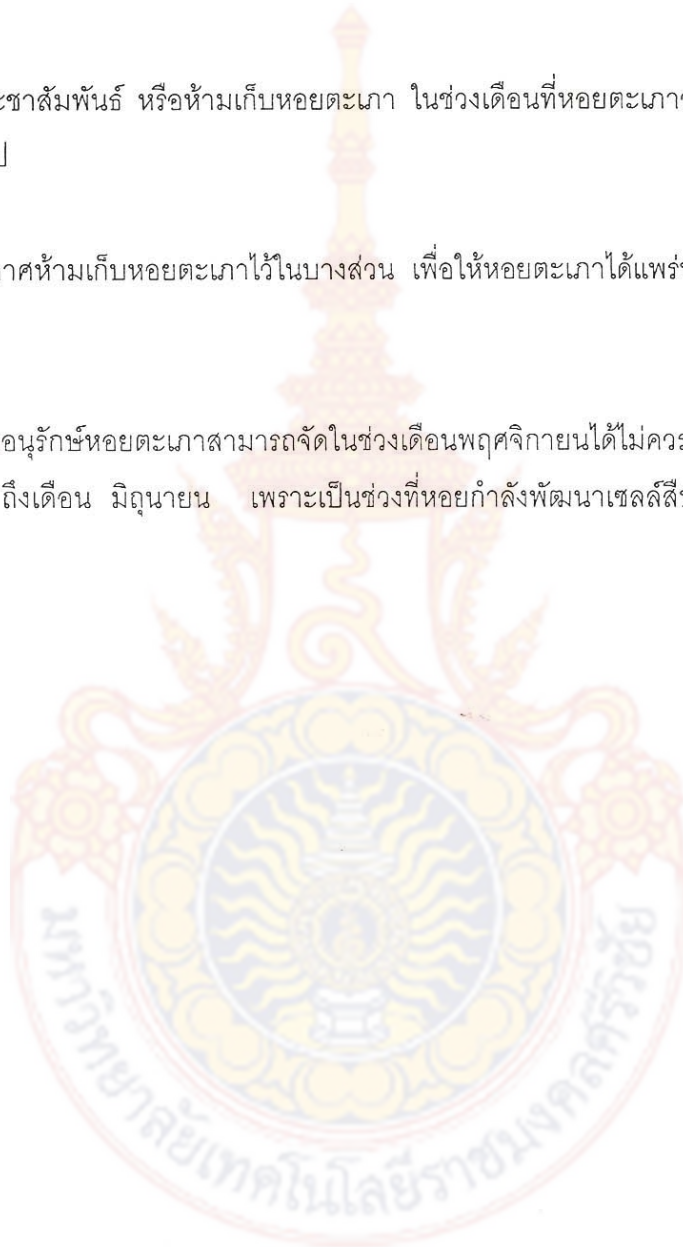 ะชาสัมพันธ์ หรือห้ามเก็บหอยตะเภา ในช่วงเดือนที่หอยตะเภา
ป
าศห้ามเก็บหอยตะเภาไว้ในบางส่วน เพื่อให้หอยตะเภาได้แพร่
อนุรักษ์หอยตะเภาสามารถจัดในช่วงเดือนพฤศจิกายนได้ไม่ควร
ถึงเดือน มิถุนายน เพราะเป็นช่วงที่หอยกำลังพัฒนาเซลล์สืบ
มหาวิทยาลัยเทคโนโลยีราชมงคลศรีวิชัย